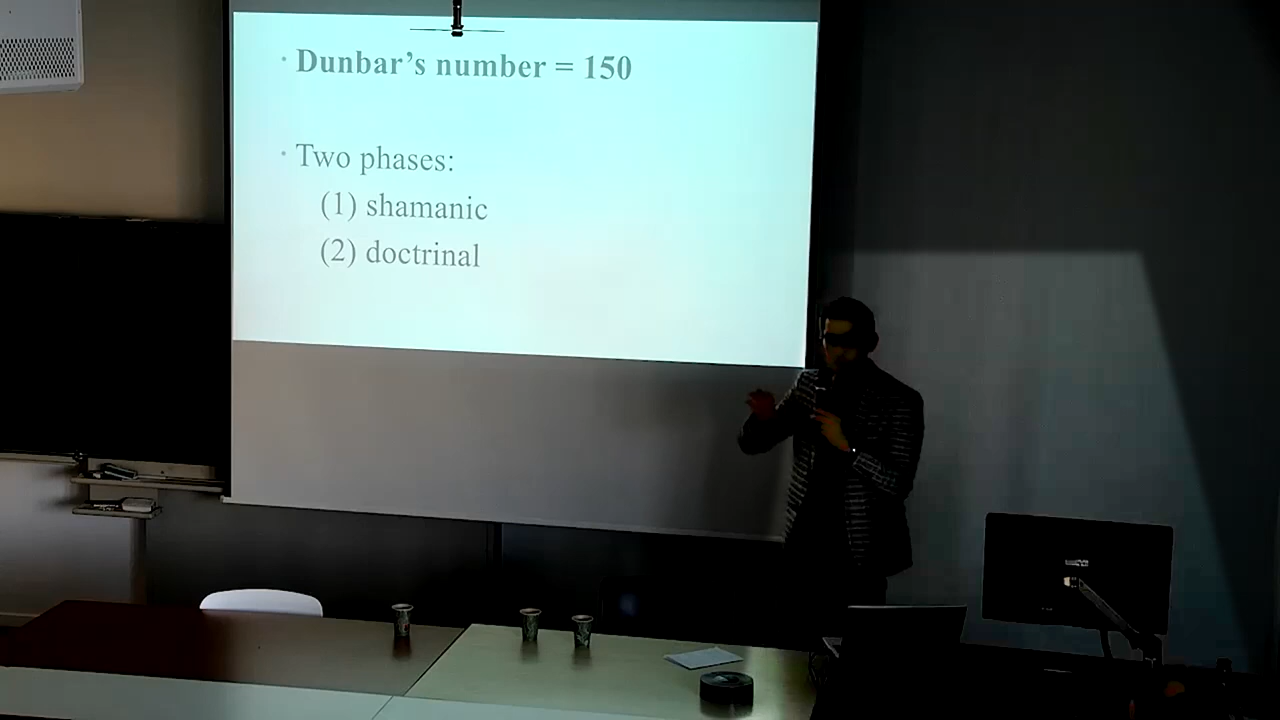 · Dunbar’s number = 150
· Two phases:
(1) shamanic
(2) doctrinal